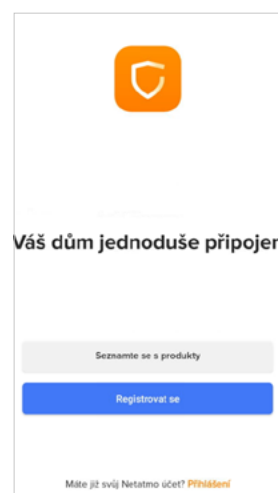 Váš dům jednoduše připojen
Seznamte se s produkty
Registrovat se
Máte již svůj Netatmo účet? Přihlášení